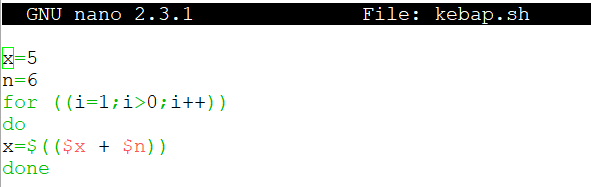 GNU nano 2.3.1 File: kebap.sh
x=5
n=6
for ((i=1;i>0;i++))
do
x=$(($x + $n))
done